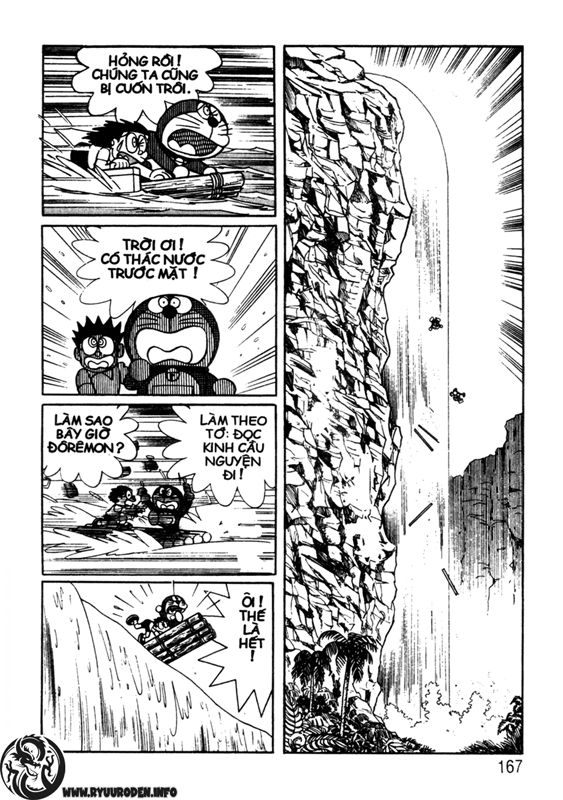 HỎNG RỒI!
CHÚNG TA CŨNG
BỊ CUỐN TRÔI.
TRỜI ƠI!
CÓ THÁC NƯỚC
TRƯỚC MẶT!
LÀM SAO
BÂY GIỜ
ĐÔRÊMON?
LÀM THEO
TỚ: ĐỌC
KINH CẦU
NGUYỆN
ĐI!
ÔI!
THẾ
LÀ
HẾT!
167
WWW.RYUURODEN.INFO